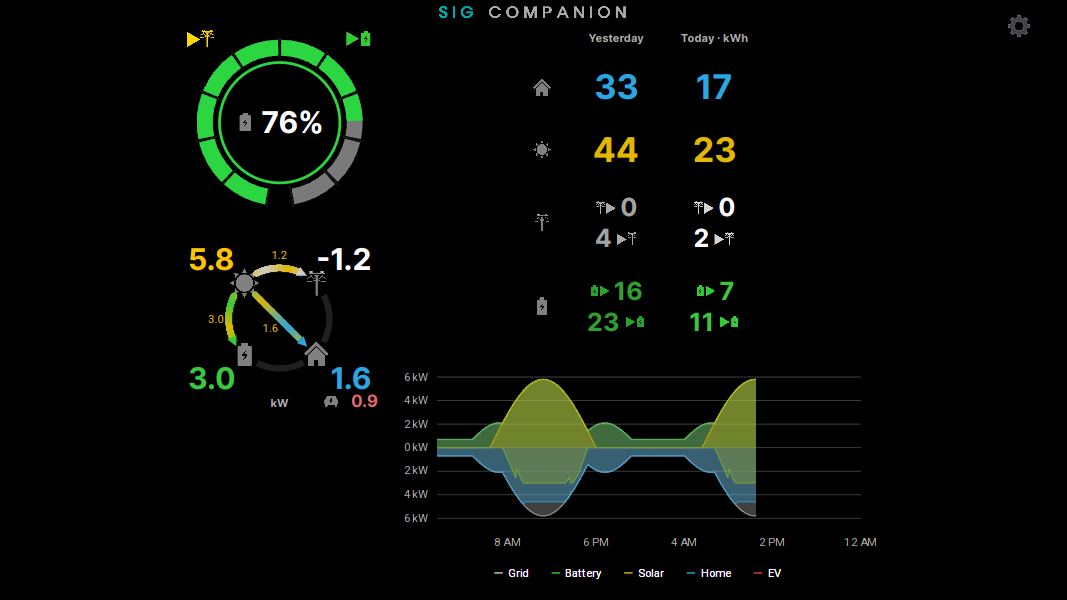 SIG COMPANION
Yesterday Today · kWh
76%
33 17
44 23
0 0
4 2
16 7
23 11
5.8 1.2 -1.2
3.0 1.6
3.0 1.6
kW 0.9
6 kW
4 kW
2 kW
0 kW
2 kW
4 kW
6 kW
8 AM 6 PM 4 AM 2 PM 12 AM
Grid Battery Solar Home EV